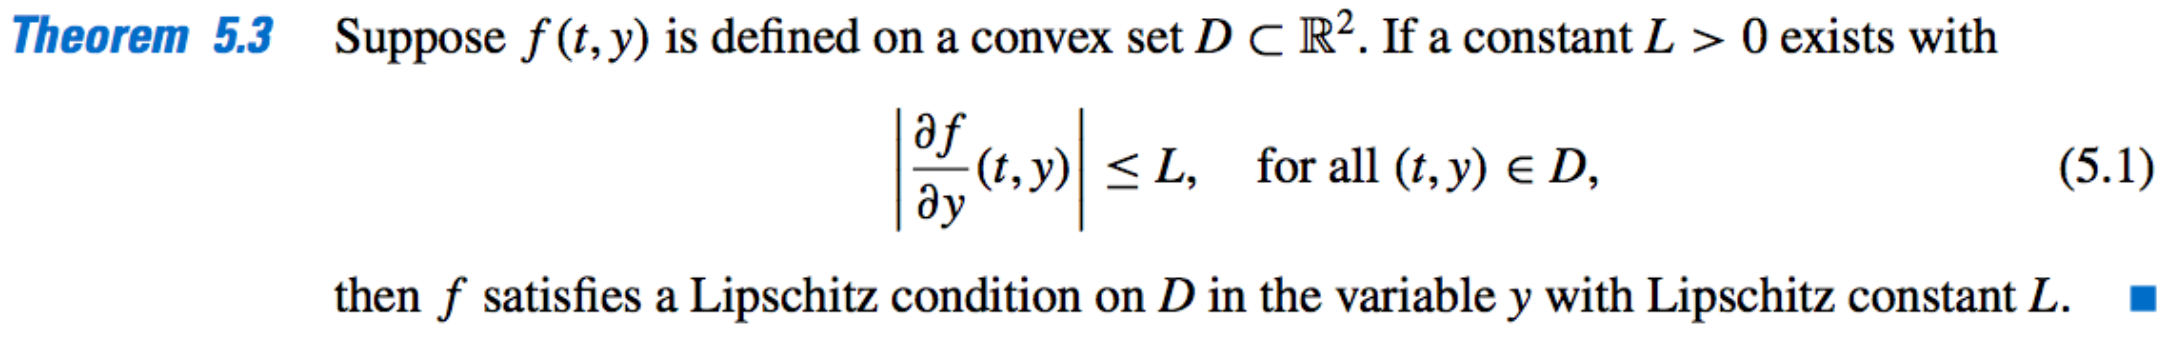 Theorem 5.3 Suppose f(t, y) is defined on a convex set D ⊂ ℝ². If a constant L > 0 exists with
|∂f/∂y (t, y)| ≤ L, for all (t, y) ∈ D, (5.1)
then f satisfies a Lipschitz condition on D in the variable y with Lipschitz constant L. ■